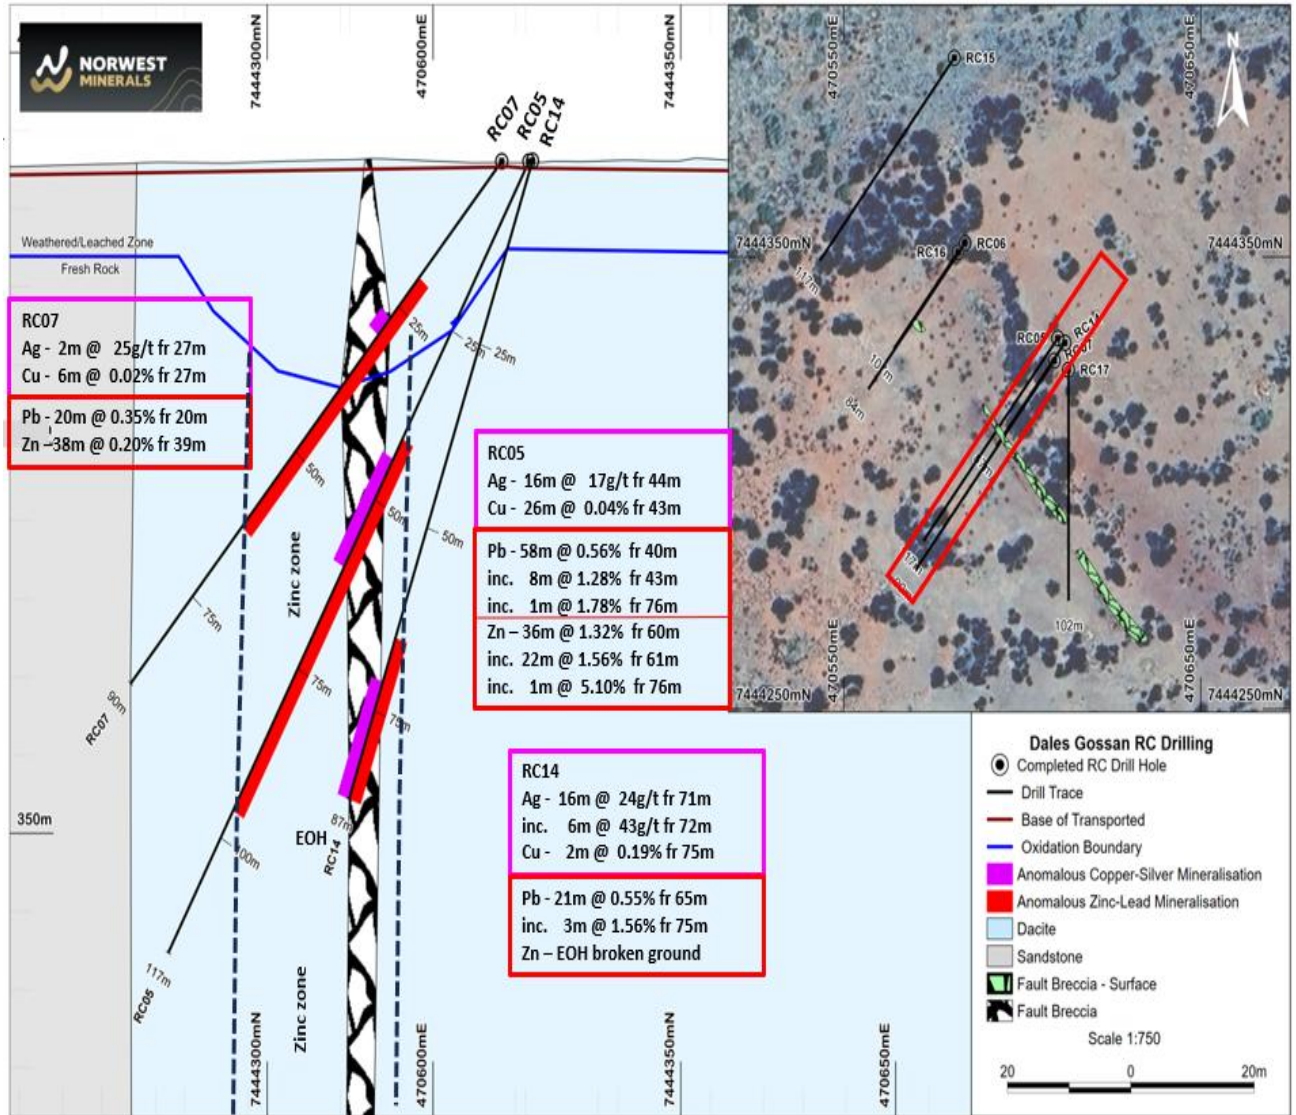 NORWEST
MINERALS
7444300mN
470600mE
7444350mN
RC07
RC05
RC14
Weathered/Leached Zone
Fresh Rock
RC07
Ag - 2m @ 25g/t fr 27m
Cu - 6m @ 0.02% fr 27m
Pb - 20m @ 0.35% fr 20m
Zn – 38m @ 0.20% fr 39m
25m
25m
25m
50m
50m
50m
75m
75m
75m
90m
RC07
Zinc zone
RC05
Ag - 16m @ 17g/t fr 44m
Cu - 26m @ 0.04% fr 43m
Pb - 58m @ 0.56% fr 40m
inc. 8m @ 1.28% fr 43m
inc. 1m @ 1.78% fr 76m
Zn – 36m @ 1.32% fr 60m
inc. 22m @ 1.56% fr 61m
inc. 1m @ 5.10% fr 76m
RC14
Ag - 16m @ 24g/t fr 71m
inc. 6m @ 43g/t fr 72m
Cu - 2m @ 0.19% fr 75m
Pb - 21m @ 0.55% fr 65m
inc. 3m @ 1.56% fr 75m
Zn – EOH broken ground
350m
EOH
87m
RC14
100m
117m
RC05
Zinc zone
7444300mN
470600mE
7444350mN
470650mE
470550mE
470650mE
N
RC15
7444350mN
7444350mN
RC06
RC16
117m
RC05
RC14
RC07
RC17
84m
102m
470550mE
470650mE
7444250mN
7444250mN
Dales Gossan RC Drilling
Completed RC Drill Hole
Drill Trace
Base of Transported
Oxidation Boundary
Anomalous Copper-Silver Mineralisation
Anomalous Zinc-Lead Mineralisation
Dacite
Sandstone
Fault Breccia - Surface
Fault Breccia
Scale 1:750
20
0
20m